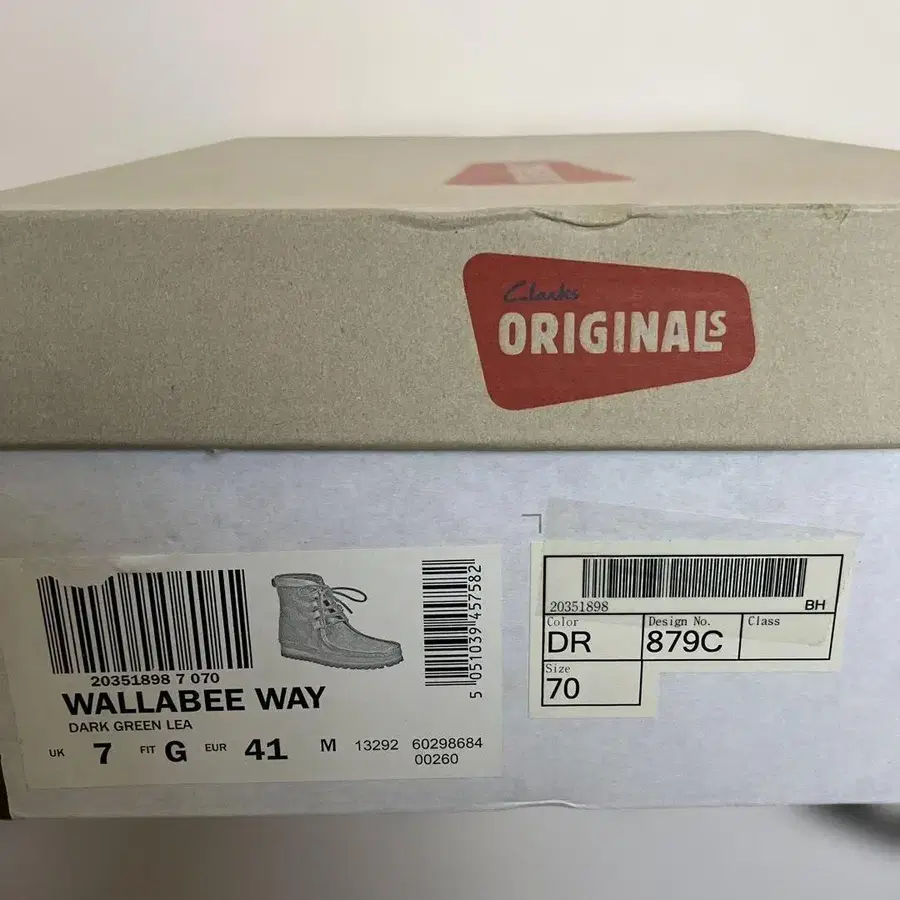 Clarks
ORIGINALS
20351898 7 070
WALLABEE WAY
DARK GREEN LEA
UK 7 FIT G EUR 41 M 13292 60298684
00260
5 051039 457582
20351898 BH
Color Design No. Class
DR 879C
Size
70